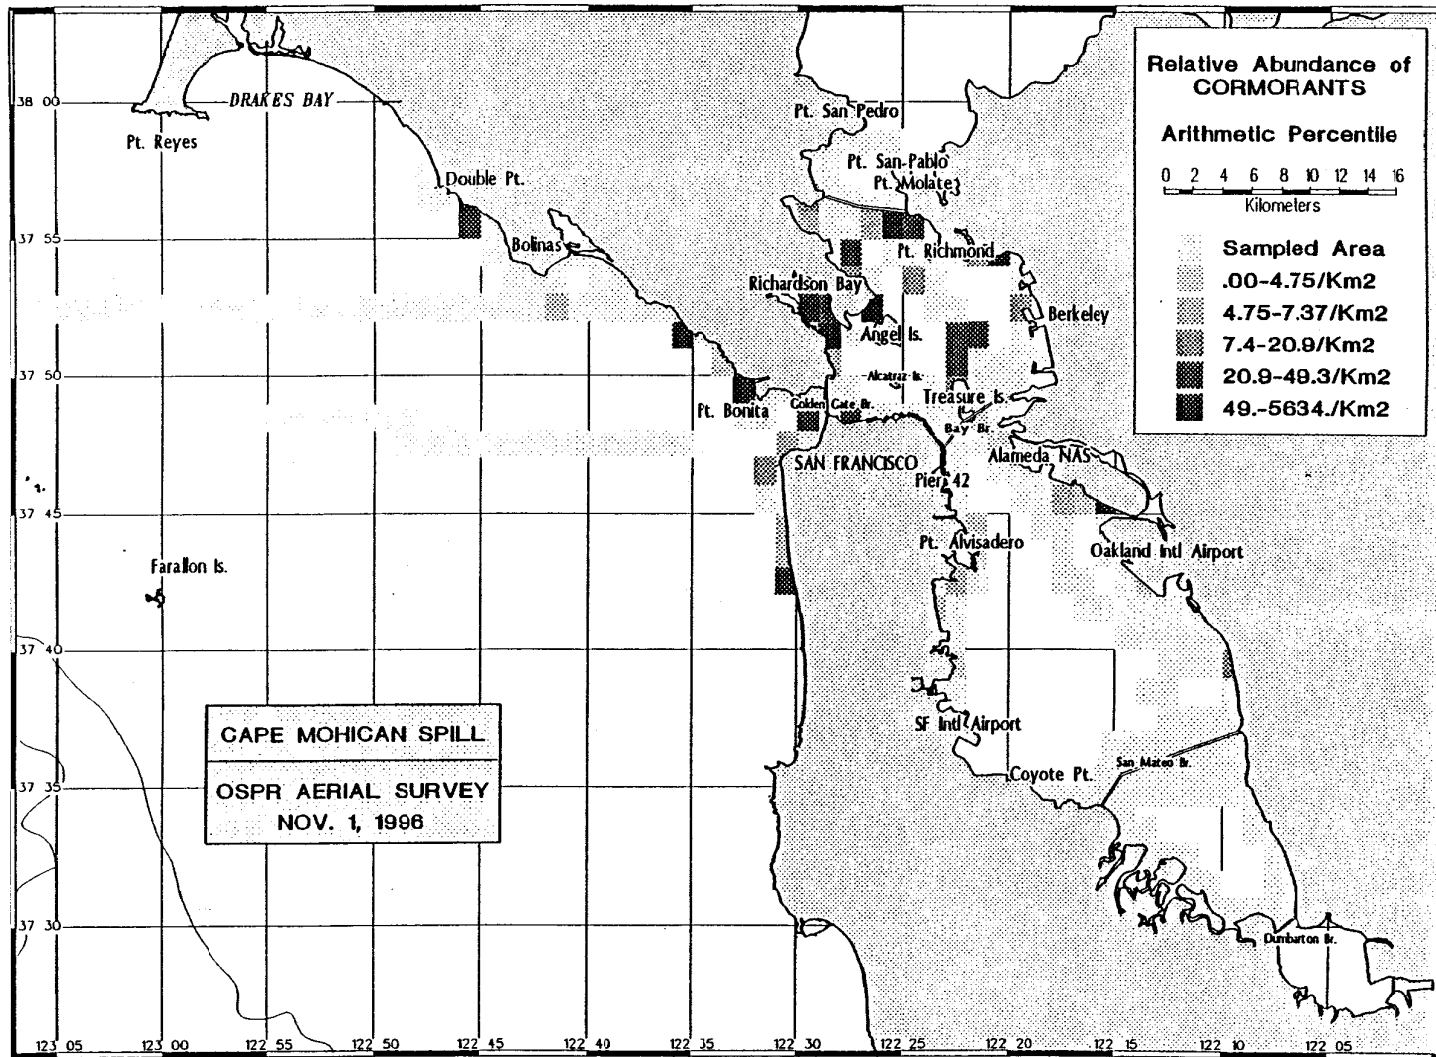 Relative Abundance of
CORMORANTS
Arithmetic Percentile
0 2 4 6 8 10 12 14 16
Kilometers
Sampled Area
.00-4.75/Km2
4.75-7.37/Km2
7.4-20.9/Km2
20.9-49.3/Km2
49.-5634./Km2
38 00
DRAKES BAY
Pt. Reyes
Pt. San Pedro
Pt. San Pablo
Pt. Molate
Double Pt.
37 55
Bolinas
Pt. Richmond
Richardson Bay
Berkeley
Angel Is.
37 50
Alcatraz Is.
Pt. Bonita
Golden Gate Br.
Treasure Is.
Bay Br.
SAN FRANCISCO
Alameda NAS
Pier 42
37 45
Pt. Alvisadero
Oakland Intl Airport
Farallon Is.
37 40
CAPE MOHICAN SPILL
OSPR AERIAL SURVEY
NOV. 1, 1996
SF Intl Airport
San Mateo Br.
Coyote Pt.
37 35
37 30
Dumbarton Br.
123 05
123 00
122 55
122 50
122 45
122 40
122 35
122 30
122 25
122 20
122 15
122 10
122 05